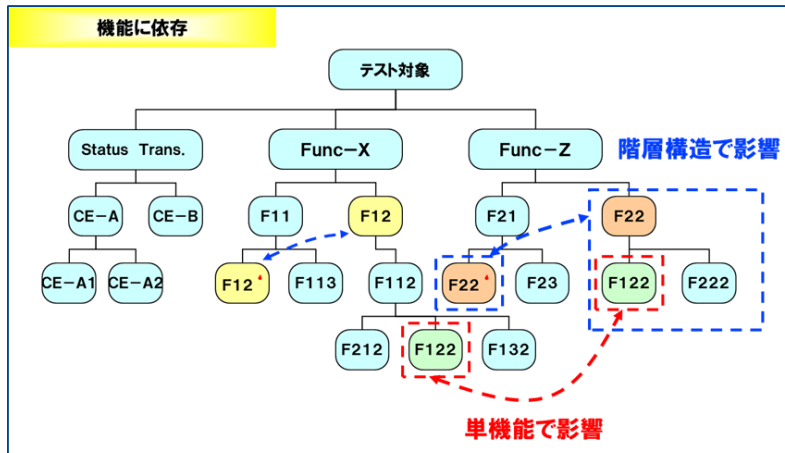 機能に依存
テスト対象
Status Trans.
Func-X
Func-Z
階層構造で影響
CE-A
CE-B
F11
F12
F21
F22
CE-A1
CE-A2
F12'
F113
F112
F22'
F23
F122
F222
F212
F122
F132
単機能で影響